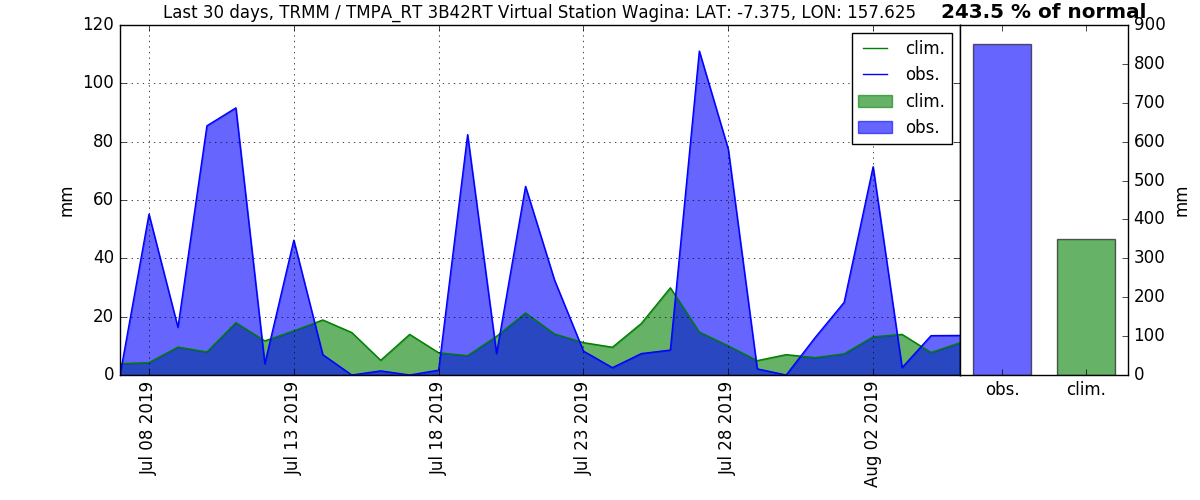 Last 30 days, TRMM / TMPA_RT 3B42RT Virtual Station Wagina: LAT: -7.375, LON: 157.625
243.5 % of normal
120
100
80
60
40
20
0
mm
clim.
obs.
clim.
obs.
900
800
700
600
500
400
300
200
100
0
mm
Jul 08 2019
Jul 13 2019
Jul 18 2019
Jul 23 2019
Jul 28 2019
Aug 02 2019
obs.
clim.